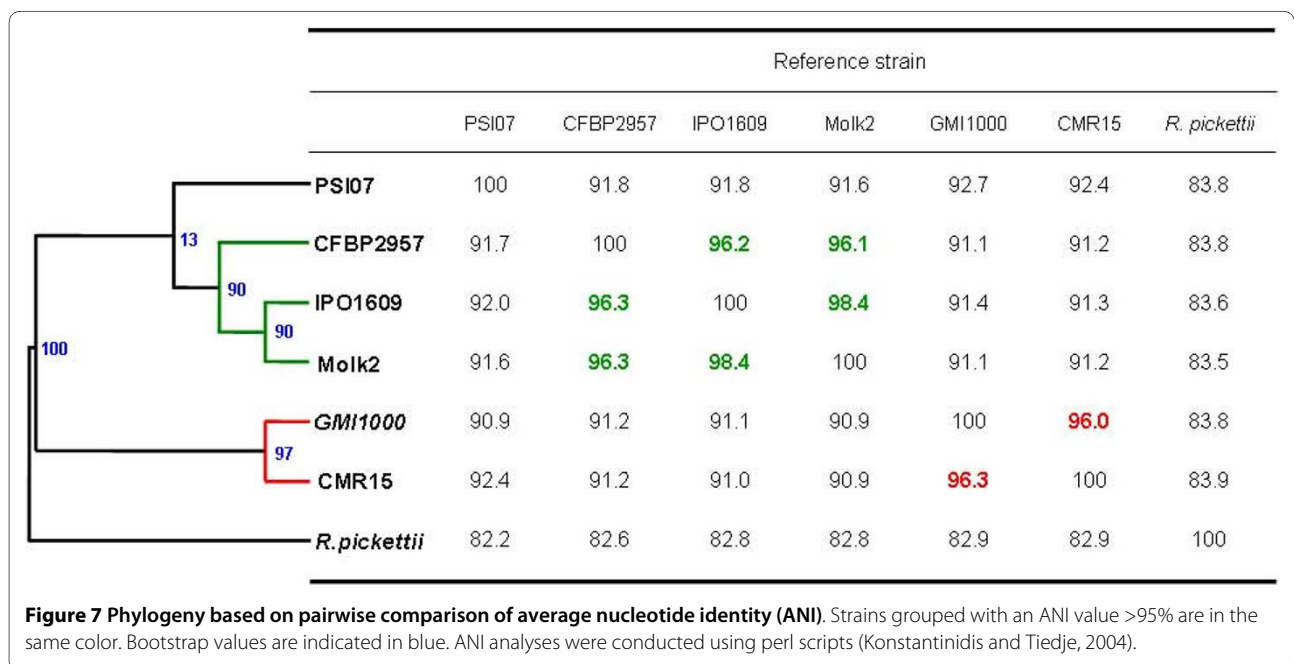 Reference strain
PSI07 CFBP2957 IPO1609 Molk2 GMI1000 CMR15 R. pickettii
PSI07 100 91.8 91.8 91.6 92.7 92.4 83.8
13
CFBP2957 91.7 100 96.2 96.1 91.1 91.2 83.8
90
IPO1609 92.0 96.3 100 98.4 91.4 91.3 83.6
90
100
Molk2 91.6 96.3 98.4 100 91.1 91.2 83.5
GMI1000 90.9 91.2 91.1 90.9 100 96.0 83.8
97
CMR15 92.4 91.2 91.0 90.9 96.3 100 83.9
R.pickettii 82.2 82.6 82.8 82.8 82.9 82.9 100
Figure 7 Phylogeny based on pairwise comparison of average nucleotide identity (ANI). Strains grouped with an ANI value >95% are in the
same color. Bootstrap values are indicated in blue. ANI analyses were conducted using perl scripts (Konstantinidis and Tiedje, 2004).